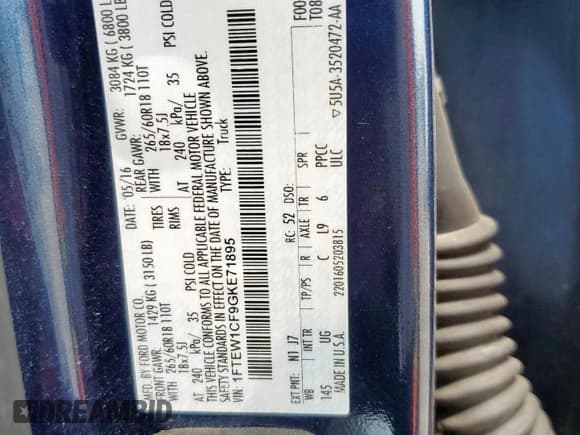 MFD. BY FORD MOTOR CO.
DATE: 05/16 GVWR: 3084 KG ( 6800 L
FRONT GAWR: 1429 KG ( 3150 LB) REAR GAWR: 1724 KG ( 3800 LB
265/60R18 110T TIRES 265/60R18 110T
18x7.5J RIMS WITH 18x7.5J
AT 240 kPa/ 35 PSI COLD AT 240 kPa/ 35 PSI COLD
THIS VEHICLE CONFORMS TO ALL APPLICABLE FEDERAL MOTOR VEHICLE
SAFETY STANDARDS IN EFFECT ON THE DATE OF MANUFACTURE SHOWN ABOVE.
VIN: 1FTEW1CF9GKE71895
TYPE: Truck
EXT PNT: N1 J7 RC: 52 DSO: F00
WB INT TR TP/PS R AXLE TR SPR T08
145 UG C L9 6 PPCC
ULC
MADE IN U.S.A. 2201605203815 ▽5U5A-3520472-AA
DREAMBID